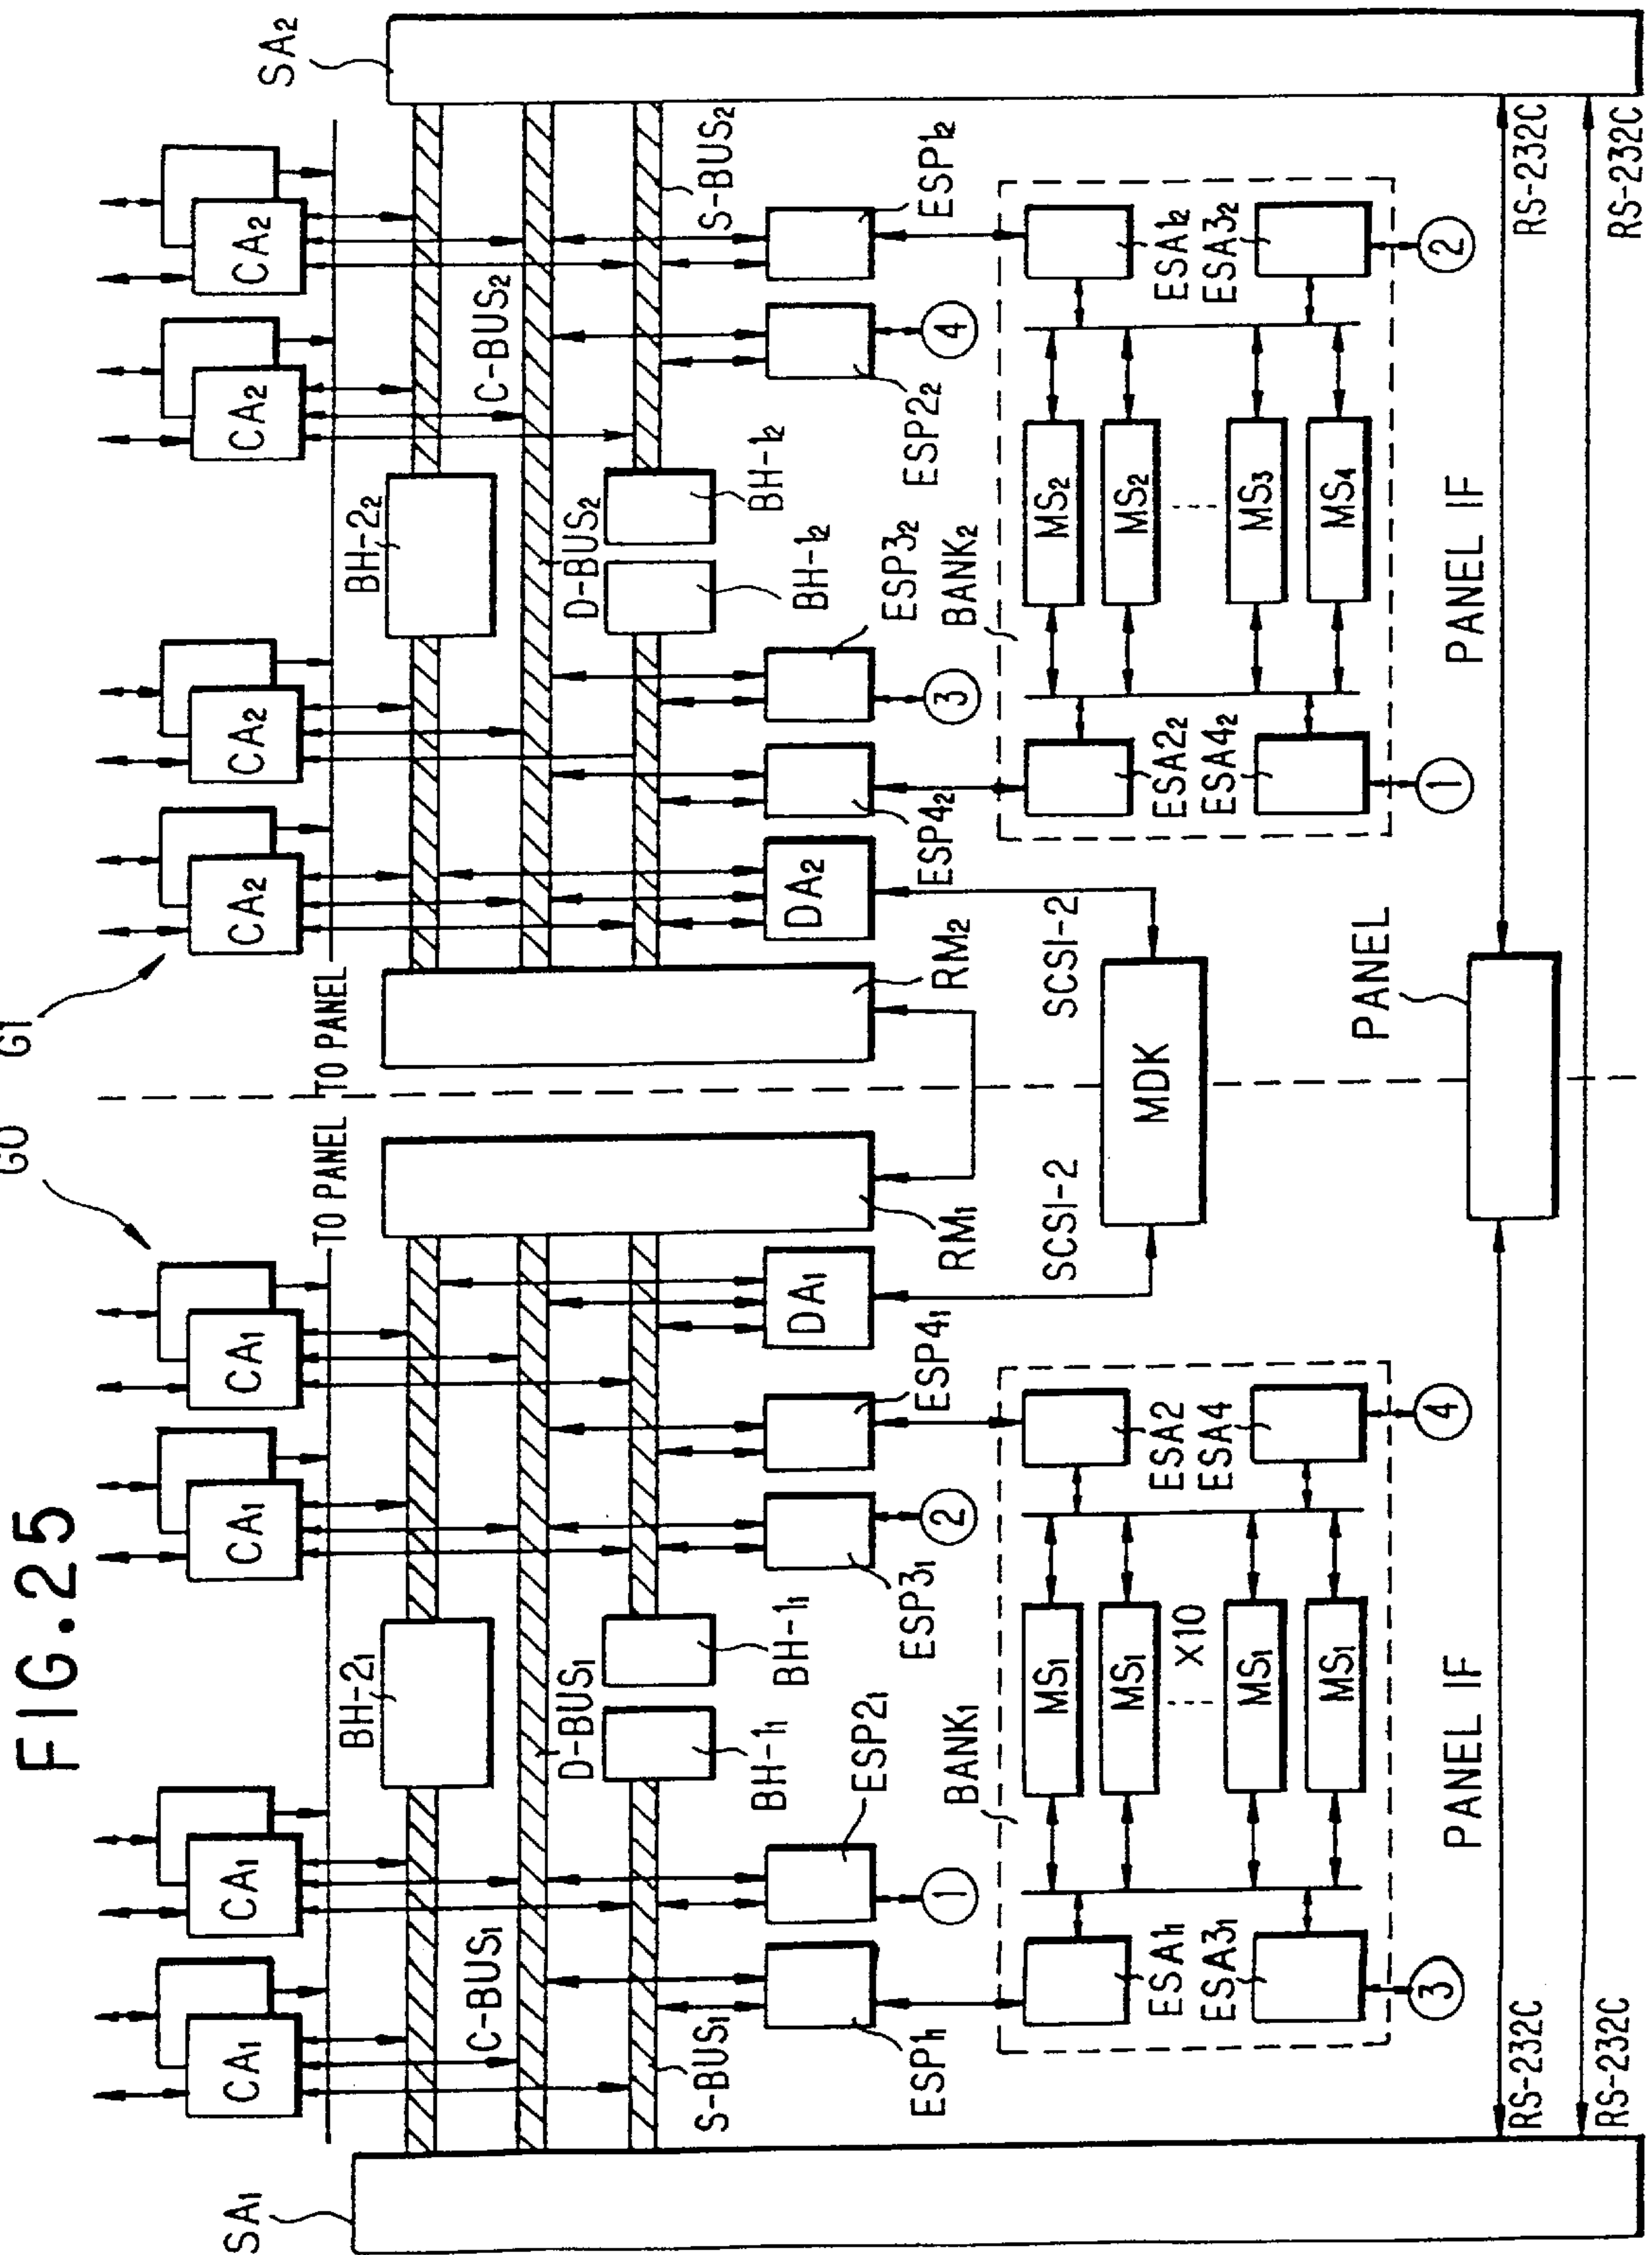 FIG.25
G0
G1
SA1
SA2
CA1
CA1
CA1
CA1
CA2
CA2
CA2
CA2
TO PANEL
TO PANEL
BH-21
BH-22
C-BUS1
C-BUS2
D-BUS1
D-BUS2
S-BUS1
S-BUS2
BH-11
BH-11
BH-12
BH-12
RM1
RM2
ESP11
ESP21
ESP31
ESP41
DA1
DA2
ESP42
ESP32
ESP22
ESP12
①
②
③
④
SCSI-2
SCSI-2
MDK
BANK1
ESA11
ESA31
MS1
MS1
X10
MS1
MS1
ESA2
ESA4
③
④
BANK2
ESA22
ESA42
MS2
MS2
MS3
MS4
ESA12
ESA32
①
②
PANEL IF
PANEL
PANEL IF
RS-232C
RS-232C
RS-232C
RS-232C